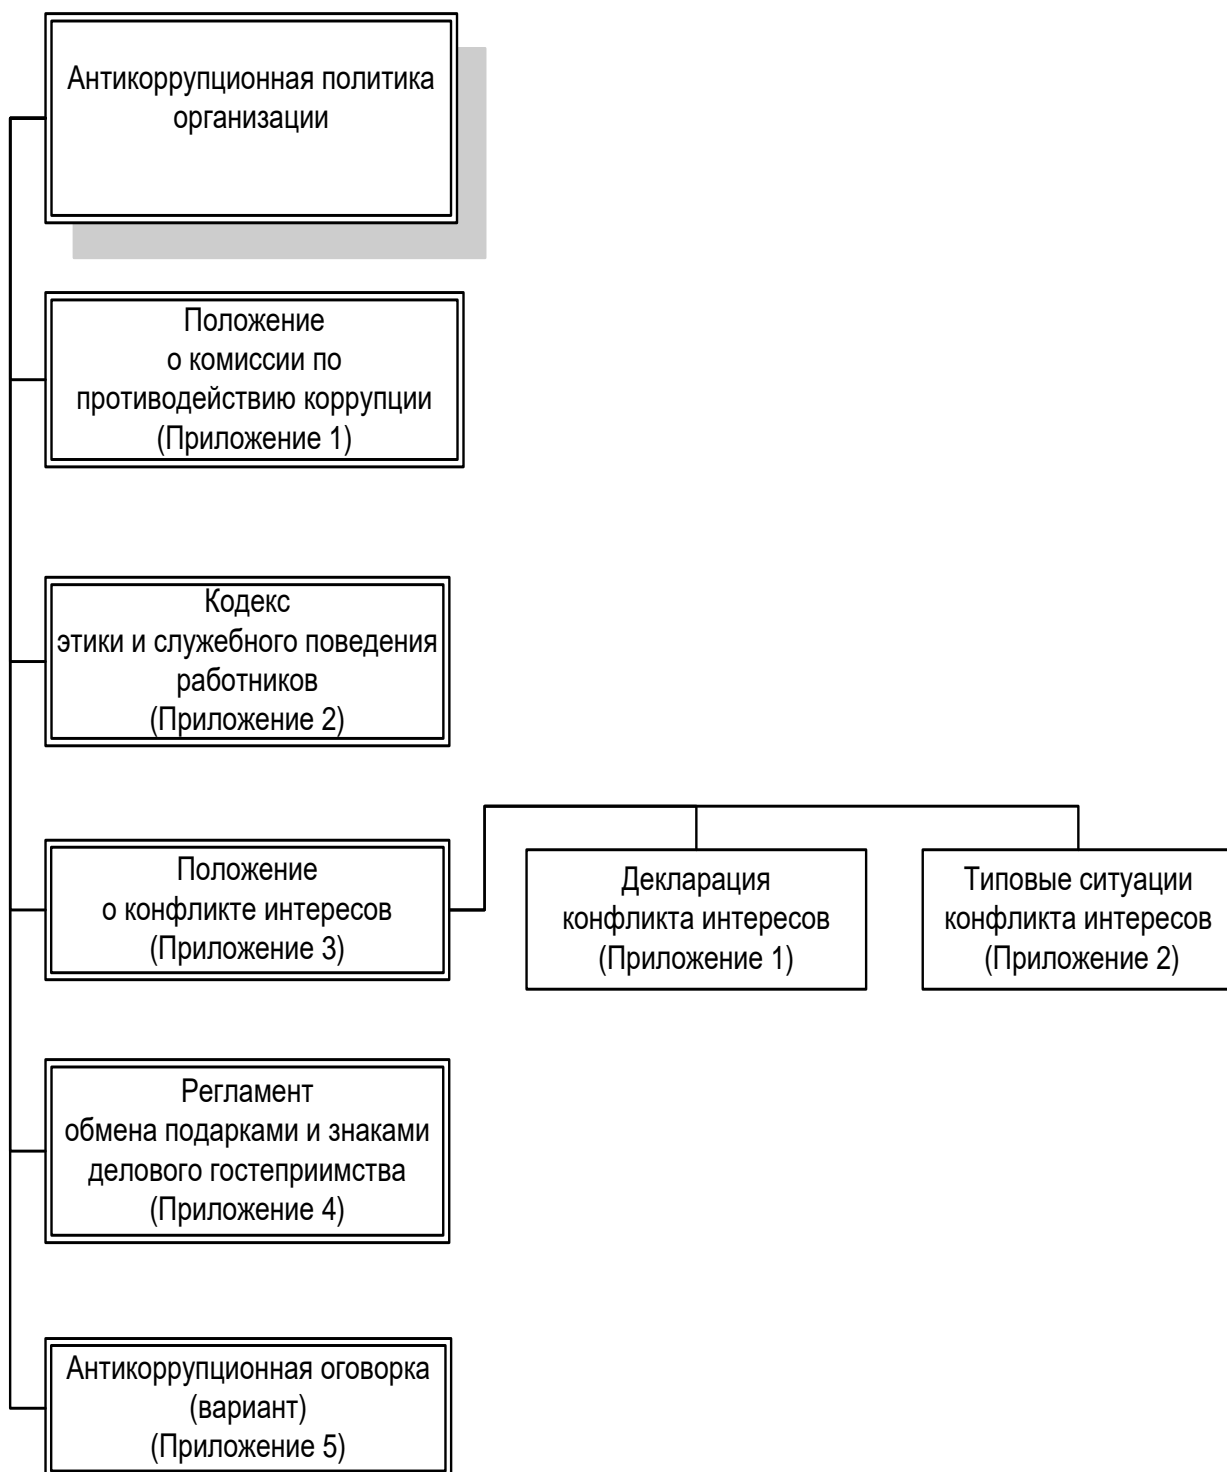 Антикоррупционная политика
организации
Положение
о комиссии по
противодействию коррупции
(Приложение 1)
Кодекс
этики и служебного поведения
работников
(Приложение 2)
Положение
о конфликте интересов
(Приложение 3)
Декларация
конфликта интересов
(Приложение 1)
Типовые ситуации
конфликта интересов
(Приложение 2)
Регламент
обмена подарками и знаками
делового гостеприимства
(Приложение 4)
Антикоррупционная оговорка
(вариант)
(Приложение 5)